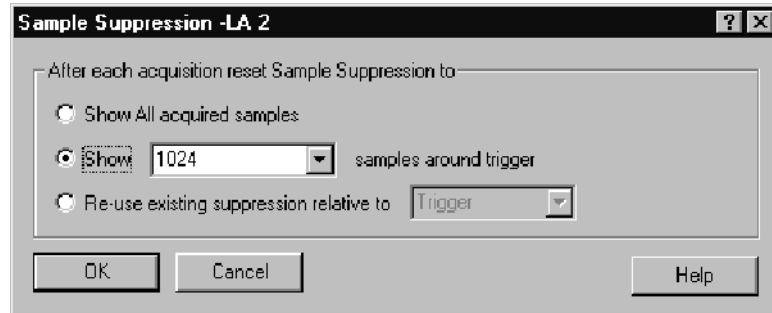 Sample Suppression -LA 2
After each acquisition reset Sample Suppression to
Show All acquired samples
Show 1024 samples around trigger
Re-use existing suppression relative to Trigger
OK Cancel Help